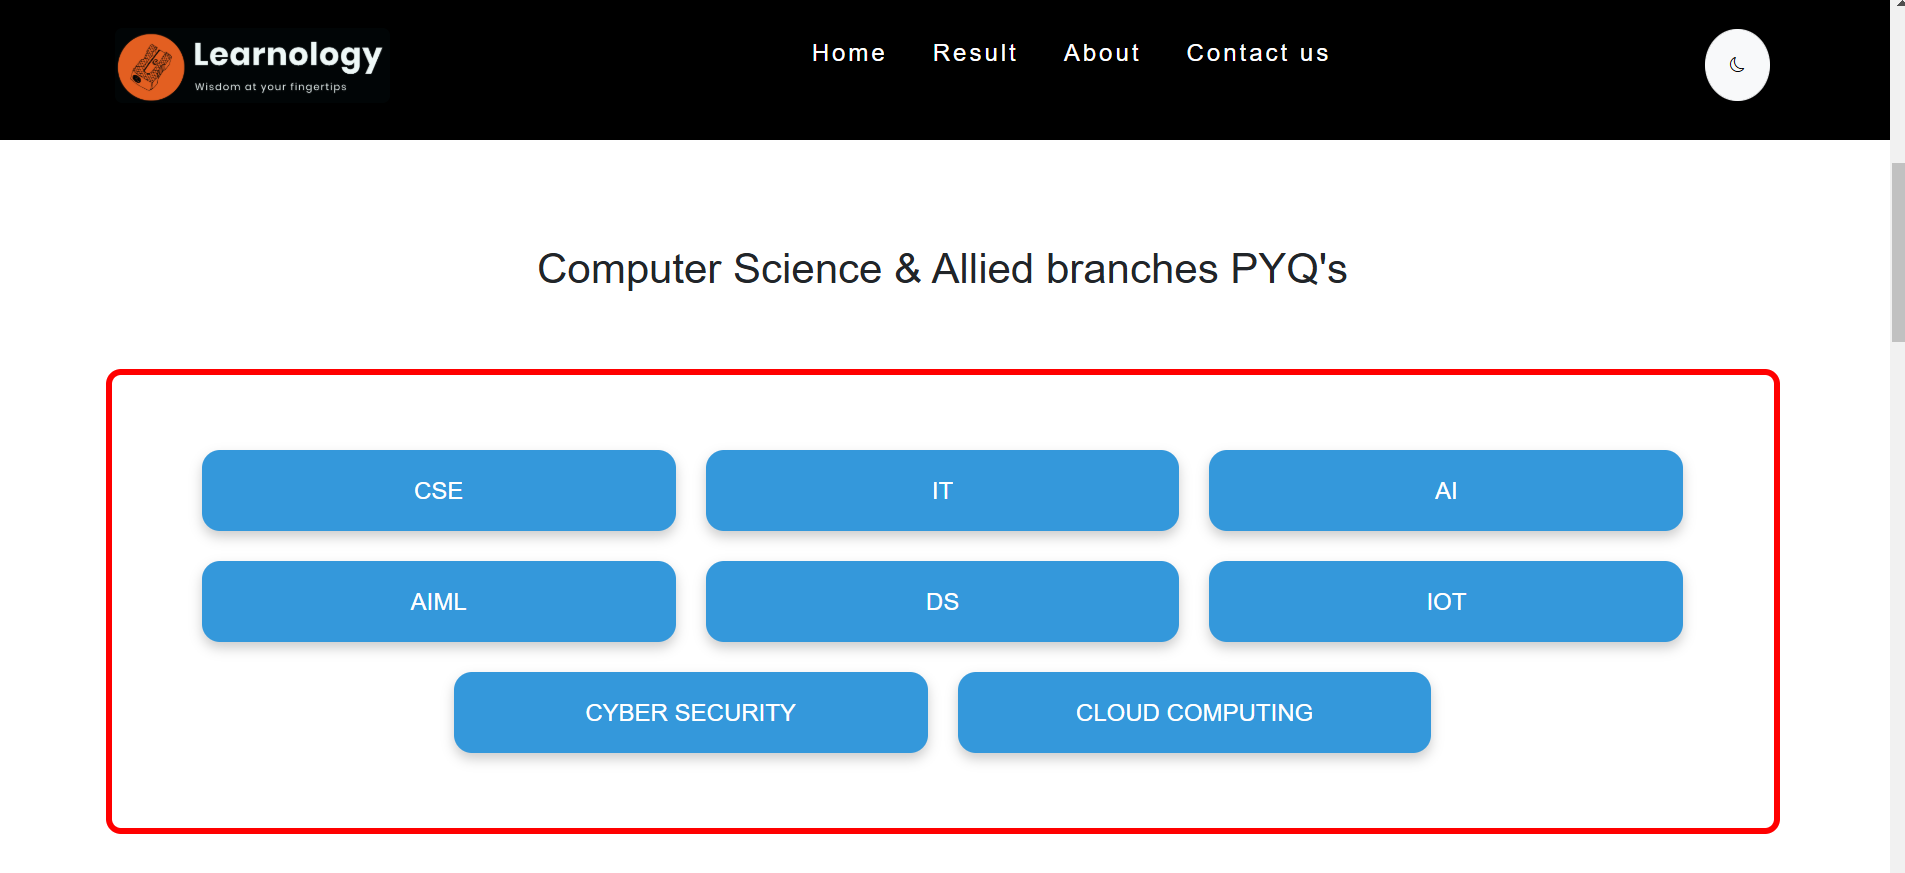 Learnology
Wisdom at your fingertips
Home Result About Contact us
Computer Science & Allied branches PYQ's
CSE IT AI
AIML DS IOT
CYBER SECURITY CLOUD COMPUTING